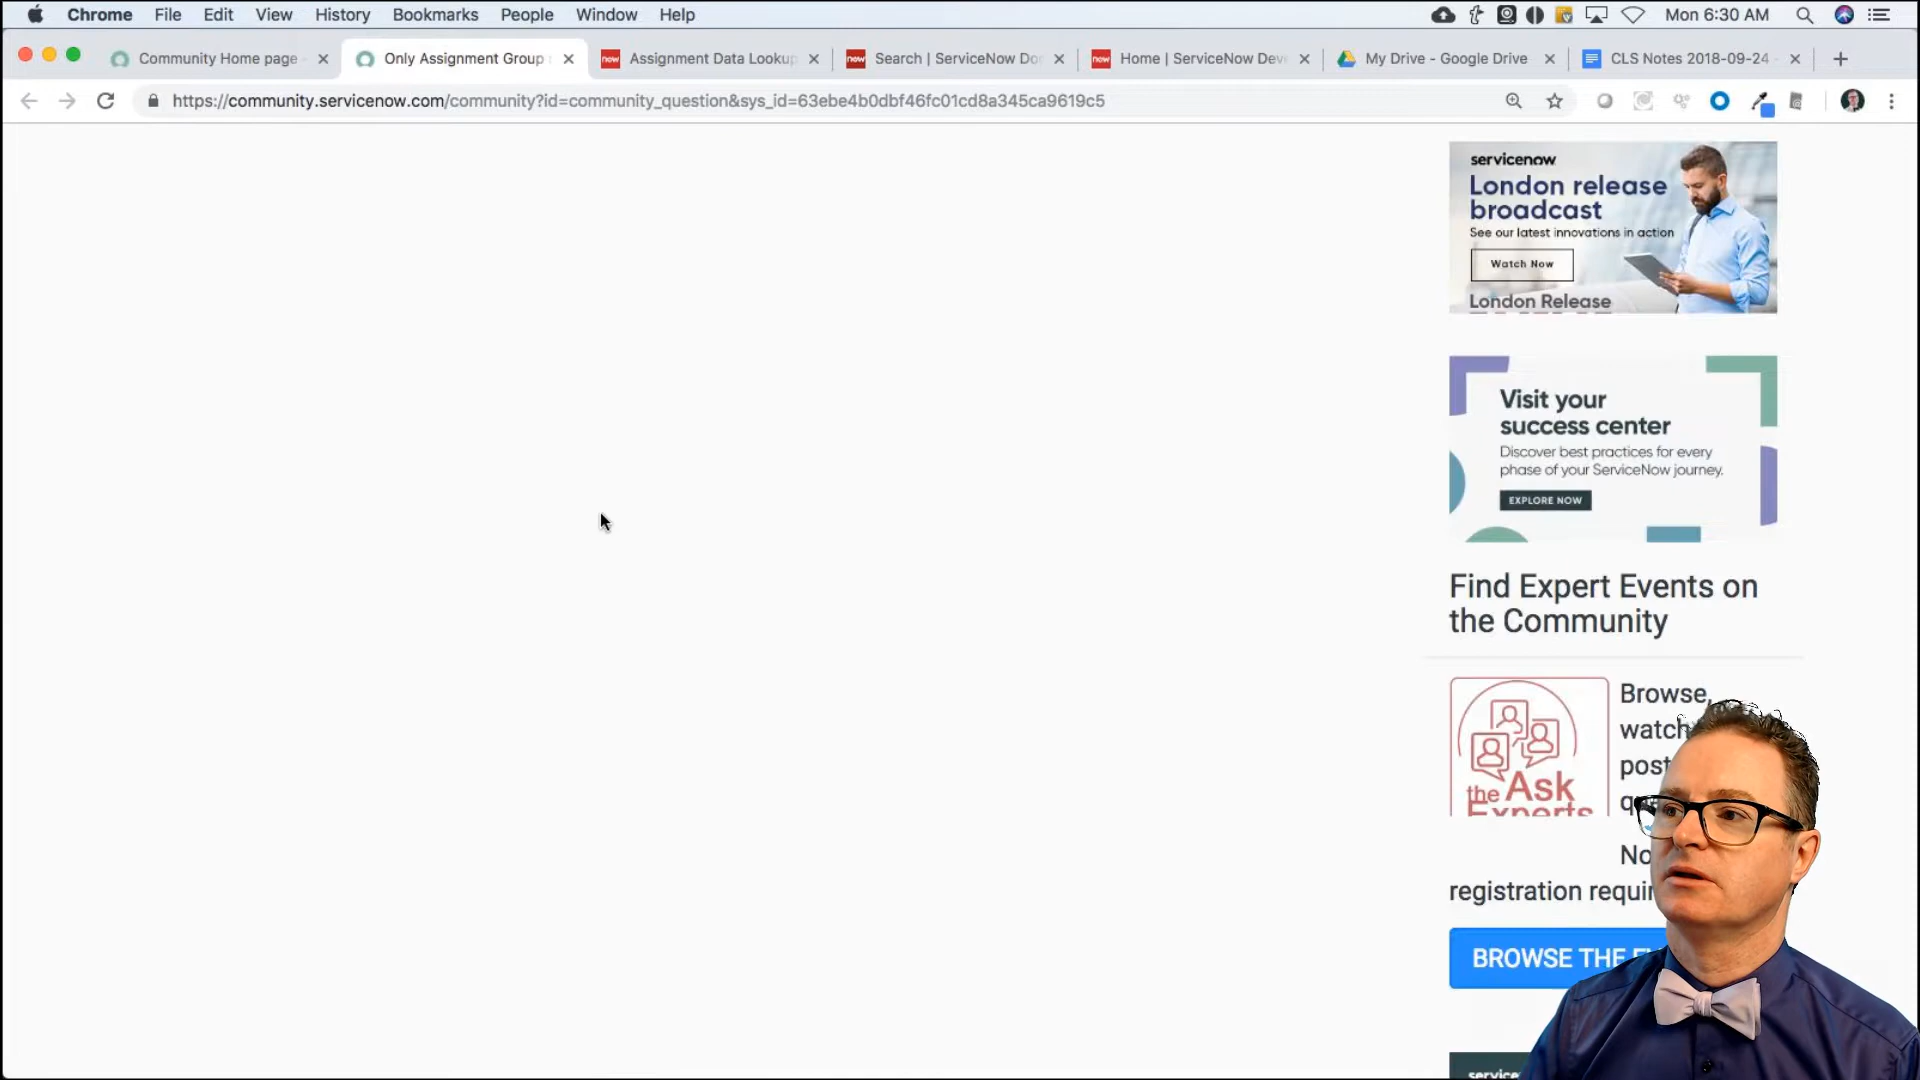 Chrome File Edit View History Bookmarks People Window Help Mon 6:30 AM
Community Home page - Only Assignment Group Assignment Data Lookup Search | ServiceNow Do Home | ServiceNow Dev My Drive - Google Drive CLS Notes 2018-09-24 -
https://community.servicenow.com/community?id=community_question&sys_id=63ebe4b0dbf46fc01cd8a345ca9619c5
servicenow
London release
broadcast
See our latest innovations in action
Watch Now
London Release
Visit your
success center
Discover best practices for every
phase of your ServiceNow journey.
EXPLORE NOW
Find Expert Events on
the Community
the Ask
Experts
Browse,
watch
post
No
registration requir
BROWSE THE